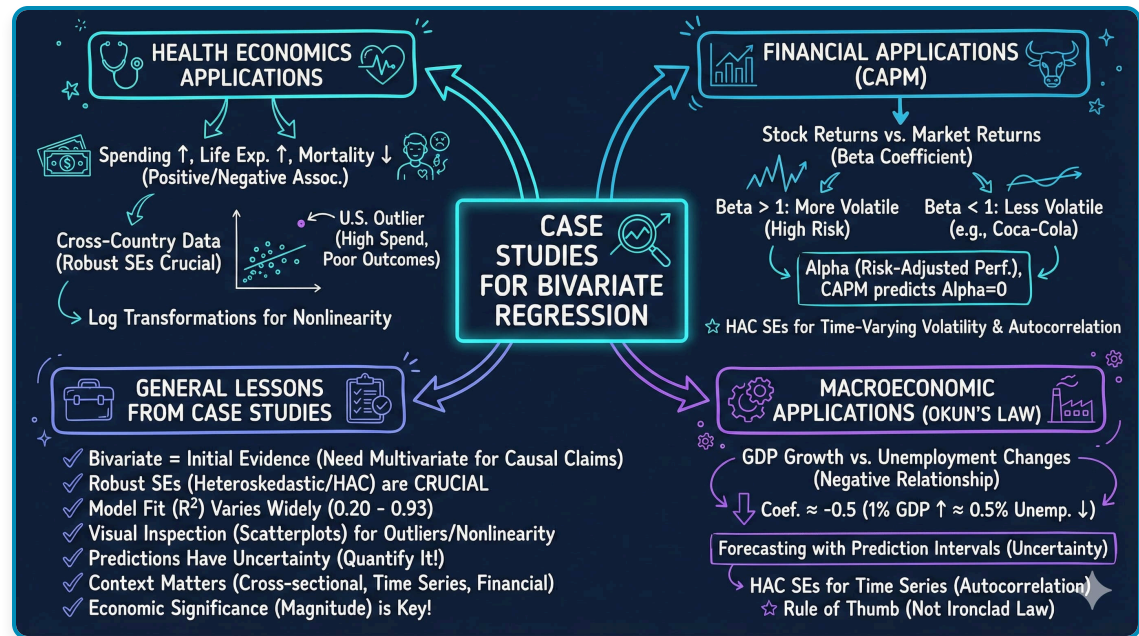 CASE
STUDIES
FOR BIVARIATE
REGRESSION
HEALTH ECONOMICS
APPLICATIONS
$
Spending ↑, Life Exp. ↑, Mortality ↓
(Positive/Negative Assoc.)
Cross-Country Data
(Robust SEs Crucial)
U.S. Outlier
(High Spend,
Poor Outcomes)
Log Transformations for Nonlinearity
FINANCIAL APPLICATIONS
(CAPM)
Stock Returns vs. Market Returns
(Beta Coefficient)
Beta > 1: More Volatile
(High Risk)
Beta < 1: Less Volatile
(e.g., Coca-Cola)
Alpha (Risk-Adjusted Perf.),
CAPM predicts Alpha=0
☆ HAC SEs for Time-Varying Volatility & Autocorrelation
GENERAL LESSONS
FROM CASE STUDIES
✓ Bivariate = Initial Evidence (Need Multivariate for Causal Claims)
✓ Robust SEs (Heteroskedastic/HAC) are CRUCIAL
✓ Model Fit (R²) Varies Widely (0.20 - 0.93)
✓ Visual Inspection (Scatterplots) for Outliers/Nonlinearity
✓ Predictions Have Uncertainty (Quantify It!)
✓ Context Matters (Cross-sectional, Time Series, Financial)
✓ Economic Significance (Magnitude) is Key!
MACROECONOMIC
APPLICATIONS (OKUN'S LAW)
GDP Growth vs. Unemployment Changes
(Negative Relationship)
Coef. ≈ -0.5 (1% GDP ↑ ≈ 0.5% Unemp. ↓)
Forecasting with Prediction Intervals (Uncertainty)
HAC SEs for Time Series (Autocorrelation)
☆ Rule of Thumb (Not Ironclad Law)